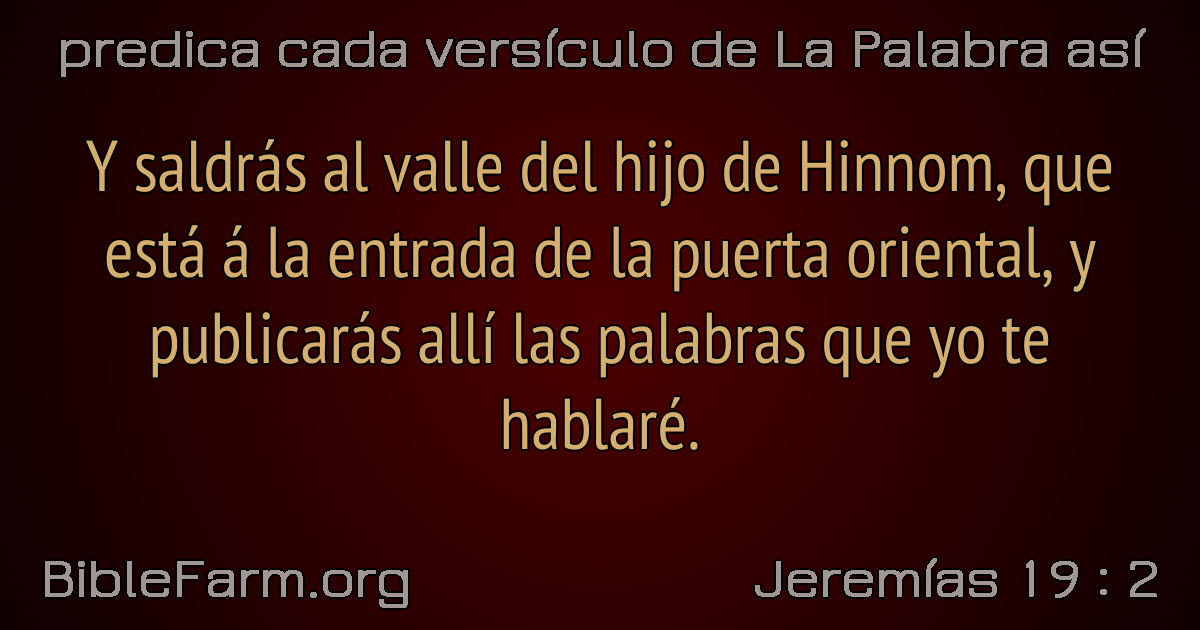 predica cada versículo de La Palabra así
Y saldrás al valle del hijo de Hinnom, que
está á la entrada de la puerta oriental, y
publicarás allí las palabras que yo te
hablaré.
BibleFarm.org
Jeremías 19 : 2